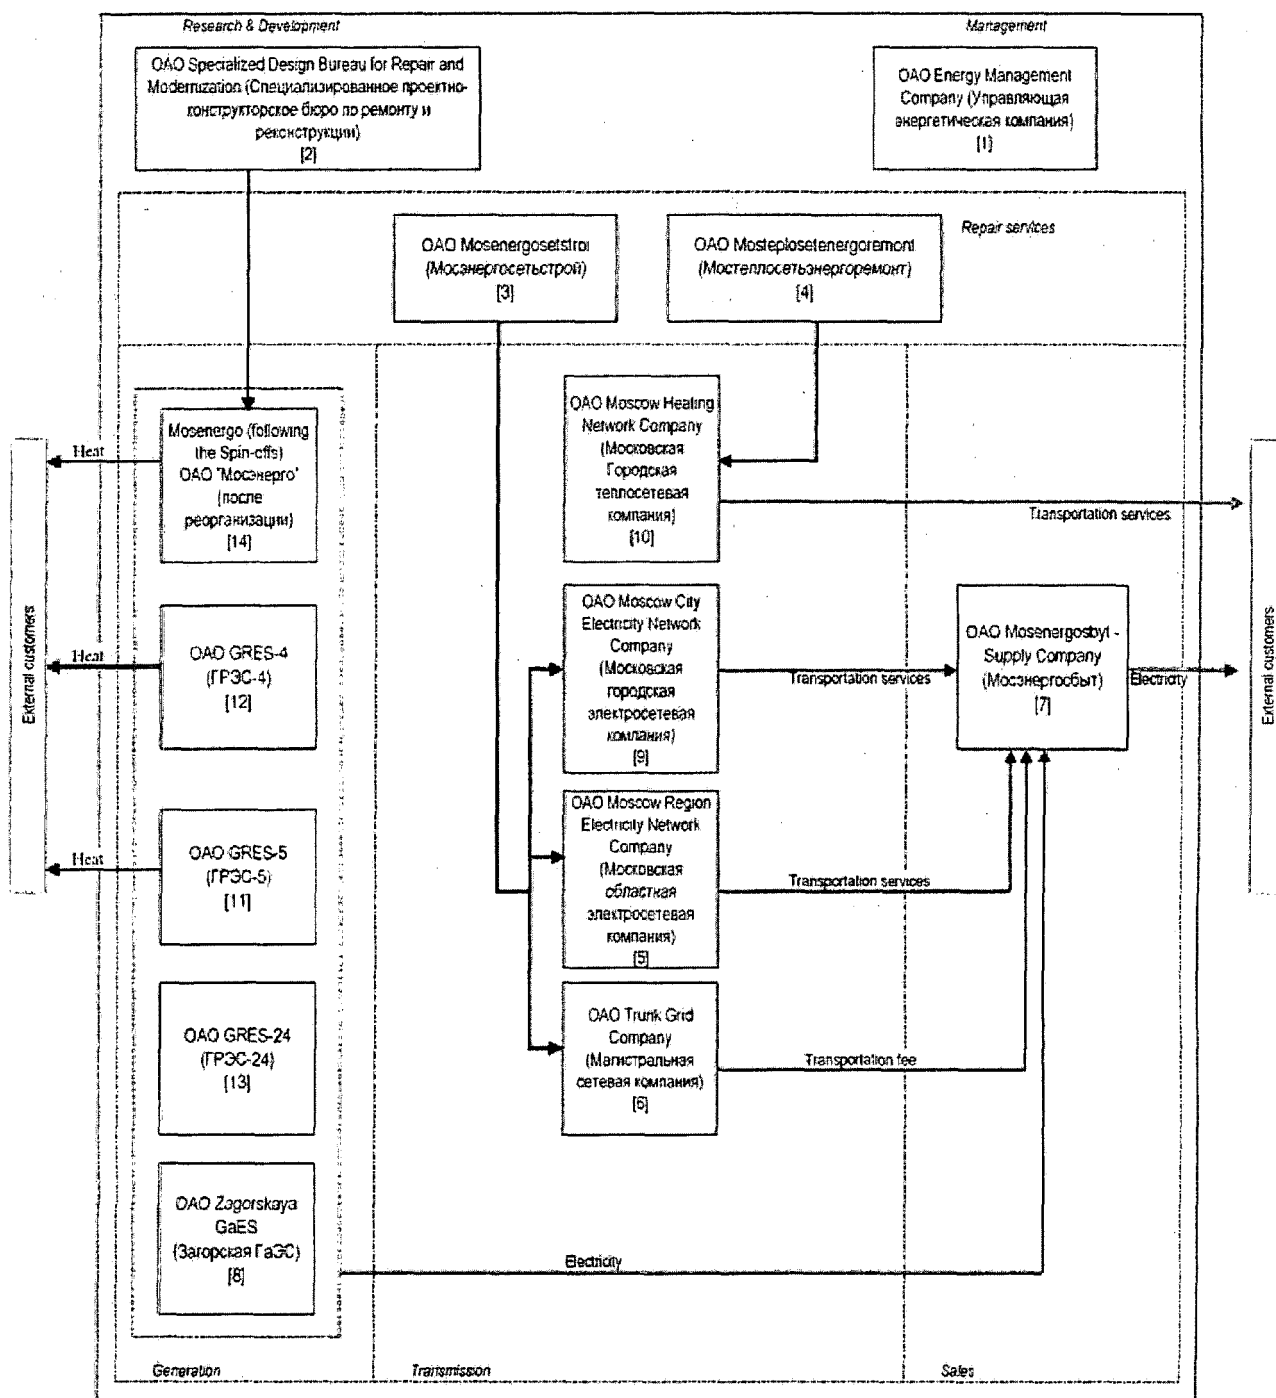 Research & Development
Management
OAO Specialized Design Bureau for Repair and
Modernization (Специализированное проектно-
конструкторское бюро по ремонту и
реконструкции)
[2]
OAO Energy Management
Company (Управляющая
энергетическая компания)
[1]
Repair services
OAO Mosenergosetstroi
(Мосэнергосетьстрой)
[3]
OAO Mosteplosetenergoremont
(Мостеплосетьэнергоремонт)
[4]
Mosenergo (following
the Spin-offs)
OAO "Мосэнерго"
(после
реорганизации)
[14]
Heat
OAO Moscow Heating
Network Company
(Московская
Городская
теплосетевая
компания)
[10]
Transportation services
External customers
OAO GRES-4
(ГРЭС-4)
[12]
Heat
OAO Moscow City
Electricity Network
Company
(Московская
городская
электросетевая
компания)
[9]
Transportation services
OAO Mosenergosbyt -
Supply Company
(Мосэнергосбыт)
[7]
Electricity
External customers
OAO GRES-5
(ГРЭС-5)
[11]
Heat
OAO Moscow Region
Electricity Network
Company
(Московская
областная
электросетевая
компания)
[5]
Transportation services
OAO GRES-24
(ГРЭС-24)
[13]
OAO Trunk Grid
Company
(Магистральная
сетевая компания)
[6]
Transportation fee
OAO Zagorskaya
GaES
(Загорская ГаЭС)
[8]
Electricity
Generation
Transmission
Sales